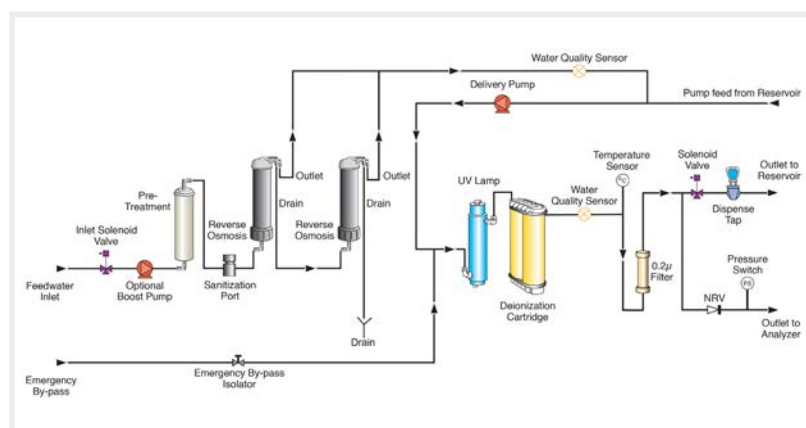 Water Quality Sensor
Delivery Pump
Pump feed from Reservoir
Temperature
Sensor
°C
Solenoid
Valve
Outlet to
Reservoir
UV Lamp
Water
Quality Sensor
Dispense
Tap
Pre-
Treatment
Outlet
Outlet
Drain
Drain
Reverse
Osmosis
Reverse
Osmosis
Inlet Solenoid
Valve
Pressure
Switch
PS
0.2µ
Filter
Feedwater
Inlet
Optional
Boost Pump
Sanitization
Port
Deionization
Cartridge
NRV
Outlet to
Analyzer
Drain
Emergency
By-pass
Emergency By-pass
Isolator